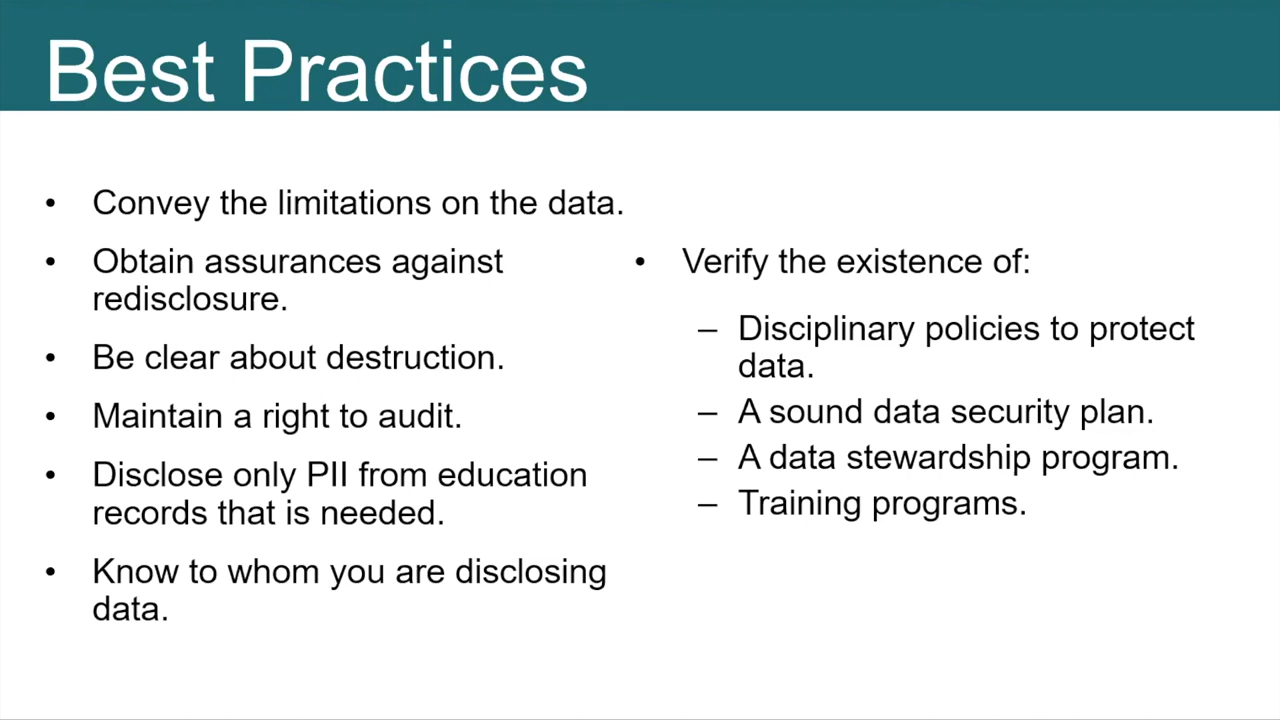 Best Practices
• Convey the limitations on the data.
• Obtain assurances against
redisclosure.
• Be clear about destruction.
• Maintain a right to audit.
• Disclose only PII from education
records that is needed.
• Know to whom you are disclosing
data.
• Verify the existence of:
– Disciplinary policies to protect
data.
– A sound data security plan.
– A data stewardship program.
– Training programs.